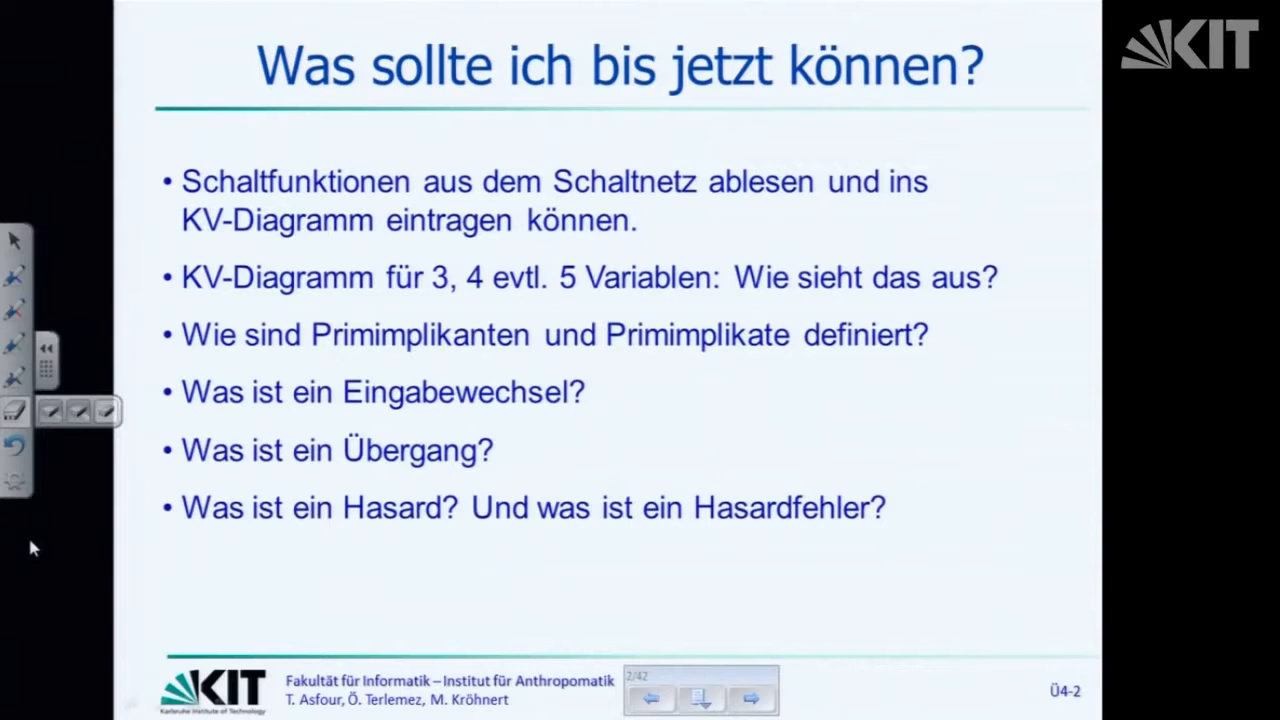 KIT
Was sollte ich bis jetzt können?
• Schaltfunktionen aus dem Schaltnetz ablesen und ins
KV-Diagramm eintragen können.
• KV-Diagramm für 3, 4 evtl. 5 Variablen: Wie sieht das aus?
• Wie sind Primimplikanten und Primimplikate definiert?
• Was ist ein Eingabewechsel?
• Was ist ein Übergang?
• Was ist ein Hasard? Und was ist ein Hasardfehler?
KIT
Karlsruhe Institute of Technology
Fakultät für Informatik – Institut für Anthropomatik
T. Asfour, Ö. Terlemez, M. Kröhnert
2/42
Ü4-2